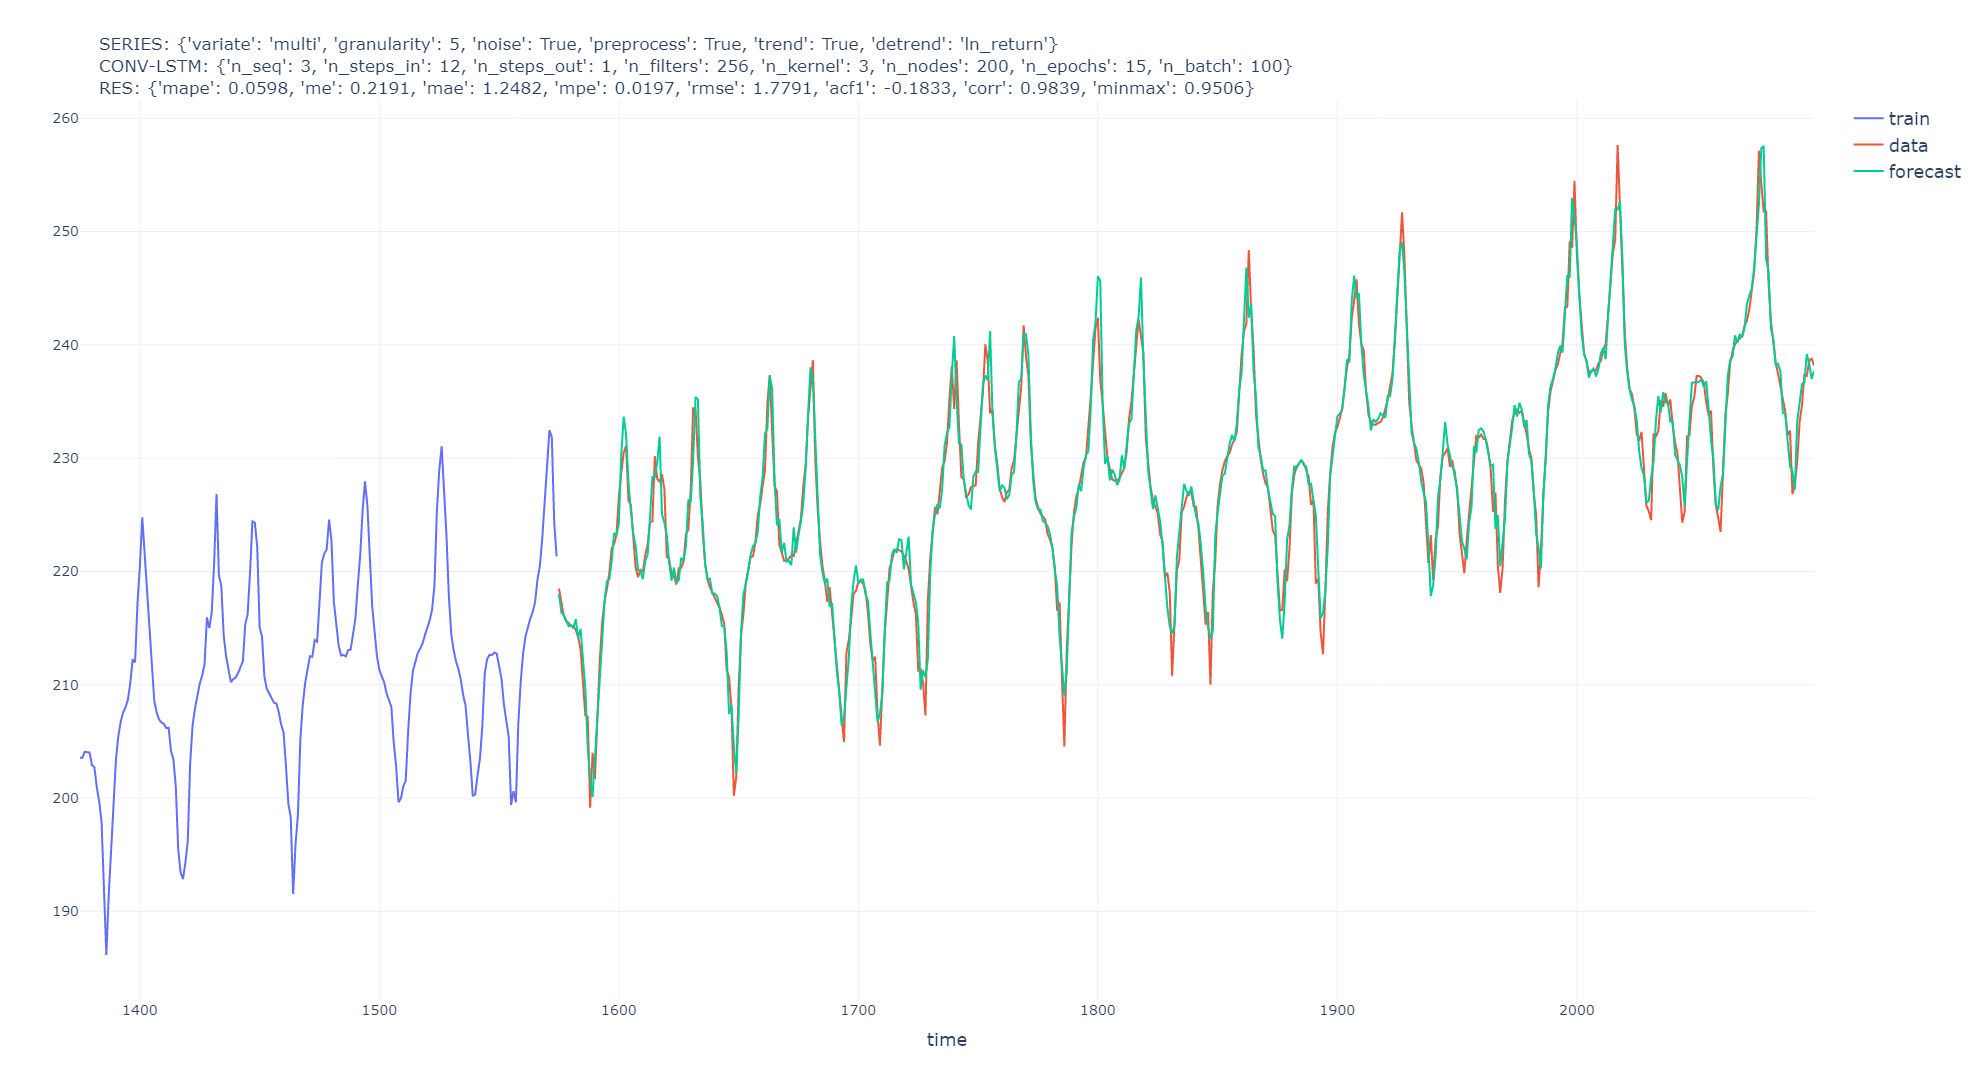 SERIES: {'variate': 'multi', 'granularity': 5, 'noise': True, 'preprocess': True, 'trend': True, 'detrend': 'ln_return'}
CONV-LSTM: {'n_seq': 3, 'n_steps_in': 12, 'n_steps_out': 1, 'n_filters': 256, 'n_kernel': 3, 'n_nodes': 200, 'n_epochs': 15, 'n_batch': 100}
RES: {'mape': 0.0598, 'me': 0.2191, 'mae': 1.2482, 'mpe': 0.0197, 'rmse': 1.7791, 'acf1': -0.1833, 'corr': 0.9839, 'minmax': 0.9506}
train
data
forecast
260
250
240
230
220
210
200
190
1400 1500 1600 1700 1800 1900 2000
time